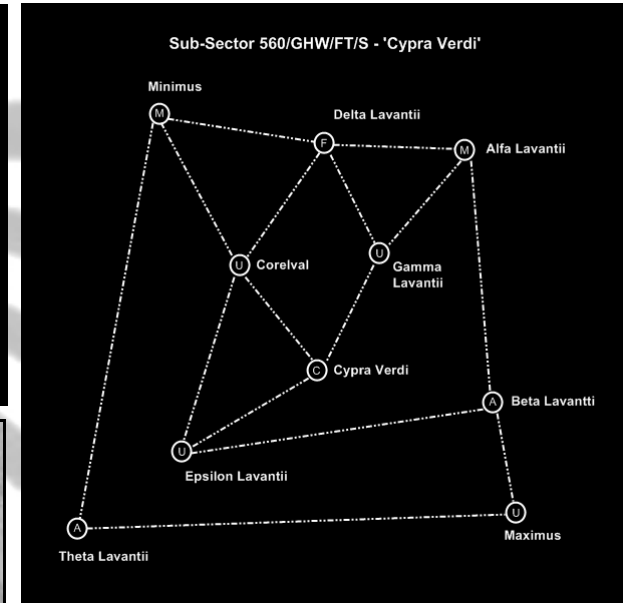 Sub-Sector 560/GHW/FT/S - 'Cypra Verdi'
Minimus
M
Delta Lavantii
F
M
Alfa Lavantii
U
Corelval
U
Gamma
Lavantii
C
Cypra Verdi
A
Beta Lavantti
U
Epsilon Lavantii
A
Theta Lavantii
U
Maximus